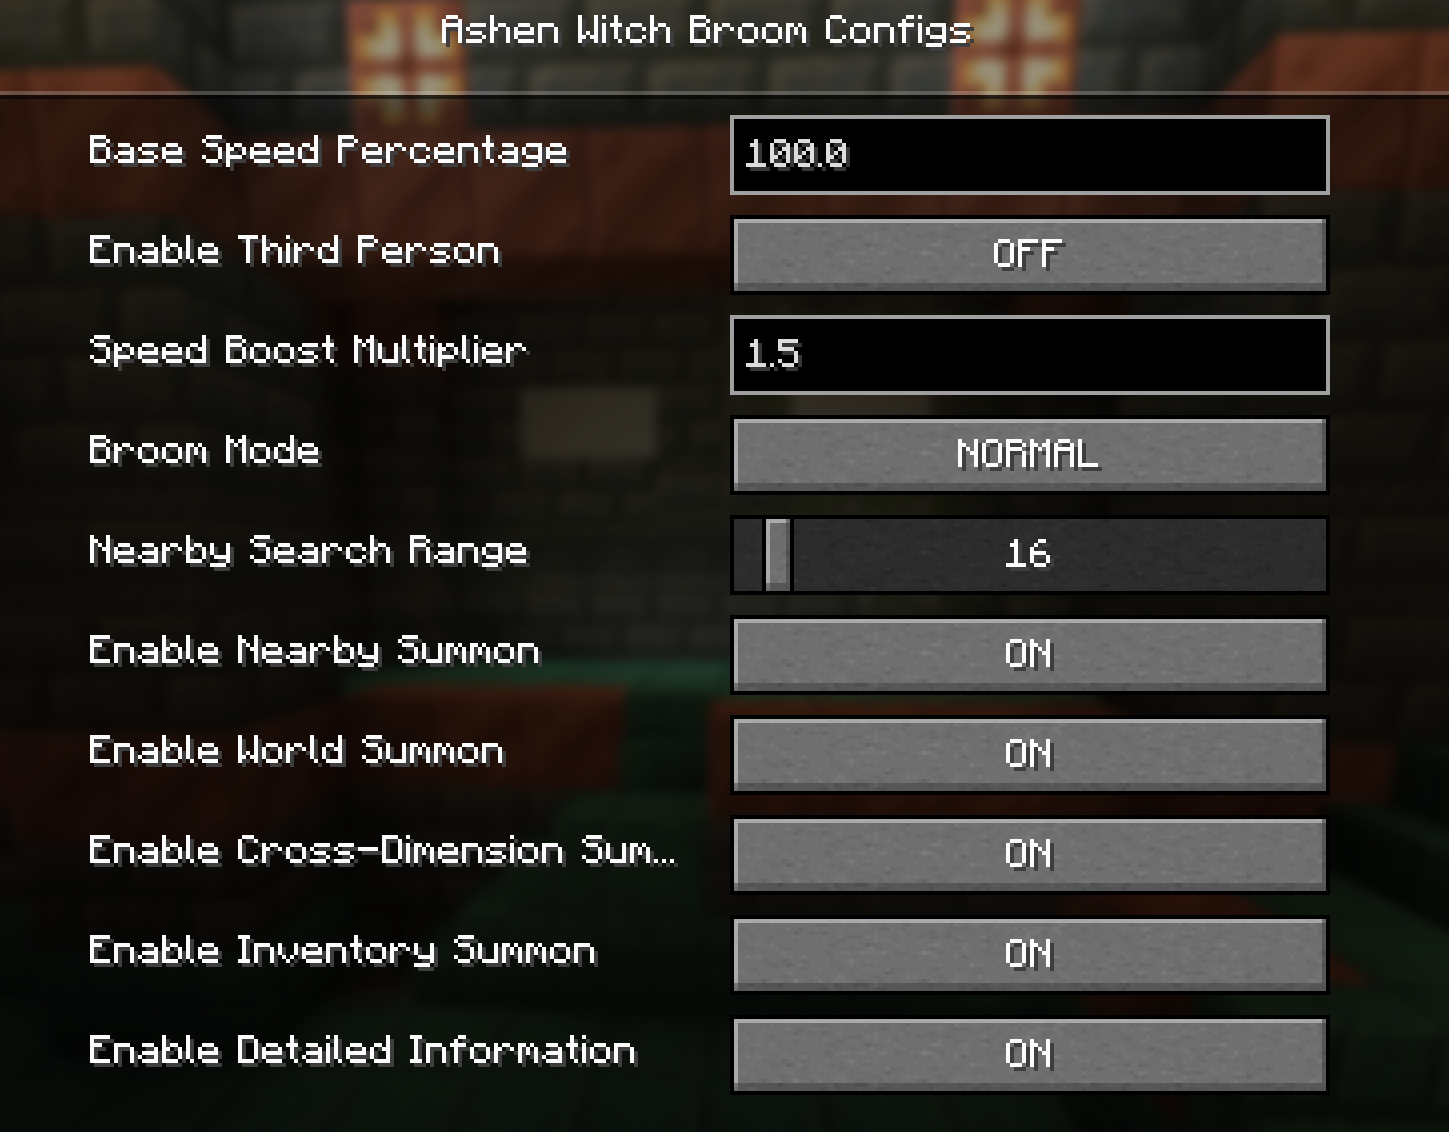 Ashen Witch Broom Configs
Base Speed Percentage 100.0
Enable Third Person OFF
Speed Boost Multiplier 1.5
Broom Mode NORMAL
Nearby Search Range 16
Enable Nearby Summon ON
Enable World Summon ON
Enable Cross-Dimension Sum... ON
Enable Inventory Summon ON
Enable Detailed Information ON